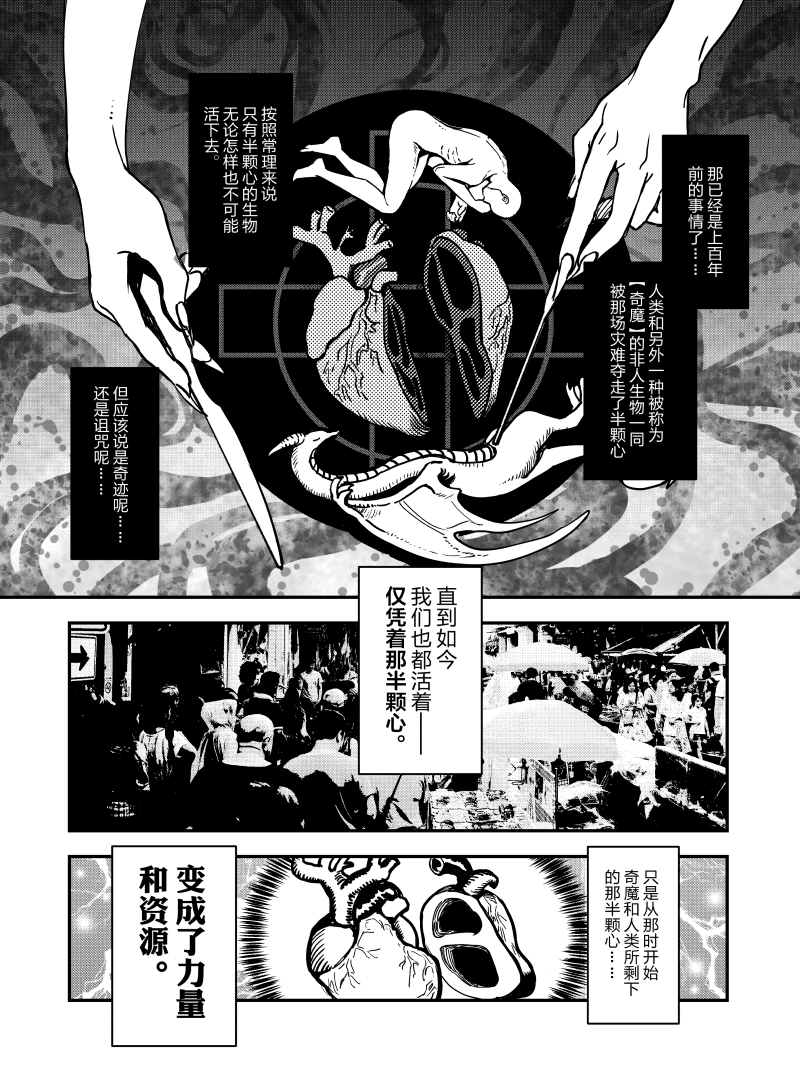 那已经是上百年
前的事情了……
人类和另外一种被称为
【奇魔】的非人生物一同
被那场灾难夺走了半颗心
按照常理来说
只有半颗心的生物
无论怎样也不可能
活下去。
但应该说是奇迹呢……
还是诅咒呢……
直到如今
我们也都活着——
仅凭着那半颗心。
只是从那时开始
奇魔和人类所剩下
的那半颗心……
变成了力量
和资源。